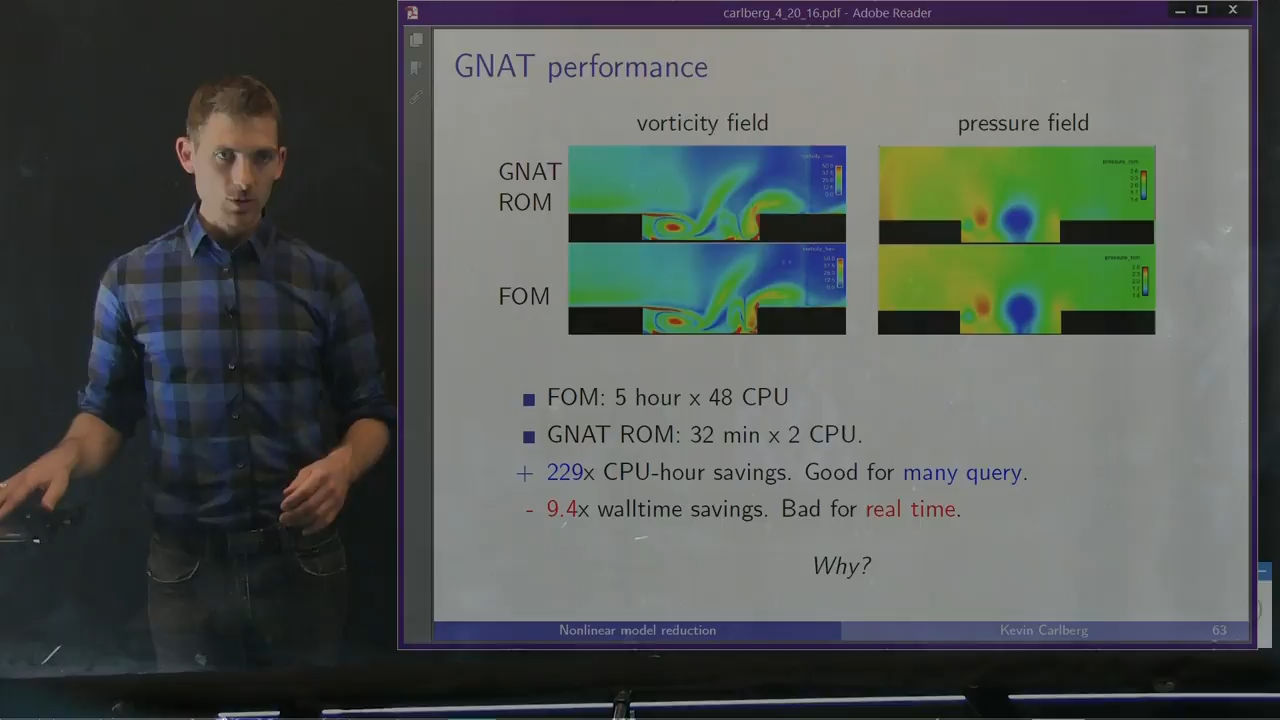 carlberg_4_20_16.pdf - Adobe Reader
GNAT performance
vorticity field
pressure field
GNAT
ROM
FOM
FOM: 5 hour x 48 CPU
GNAT ROM: 32 min x 2 CPU.
+ 229x CPU-hour savings. Good for many query.
- 9.4x walltime savings. Bad for real time.
Why?
Nonlinear model reduction
Kevin Carlberg
63